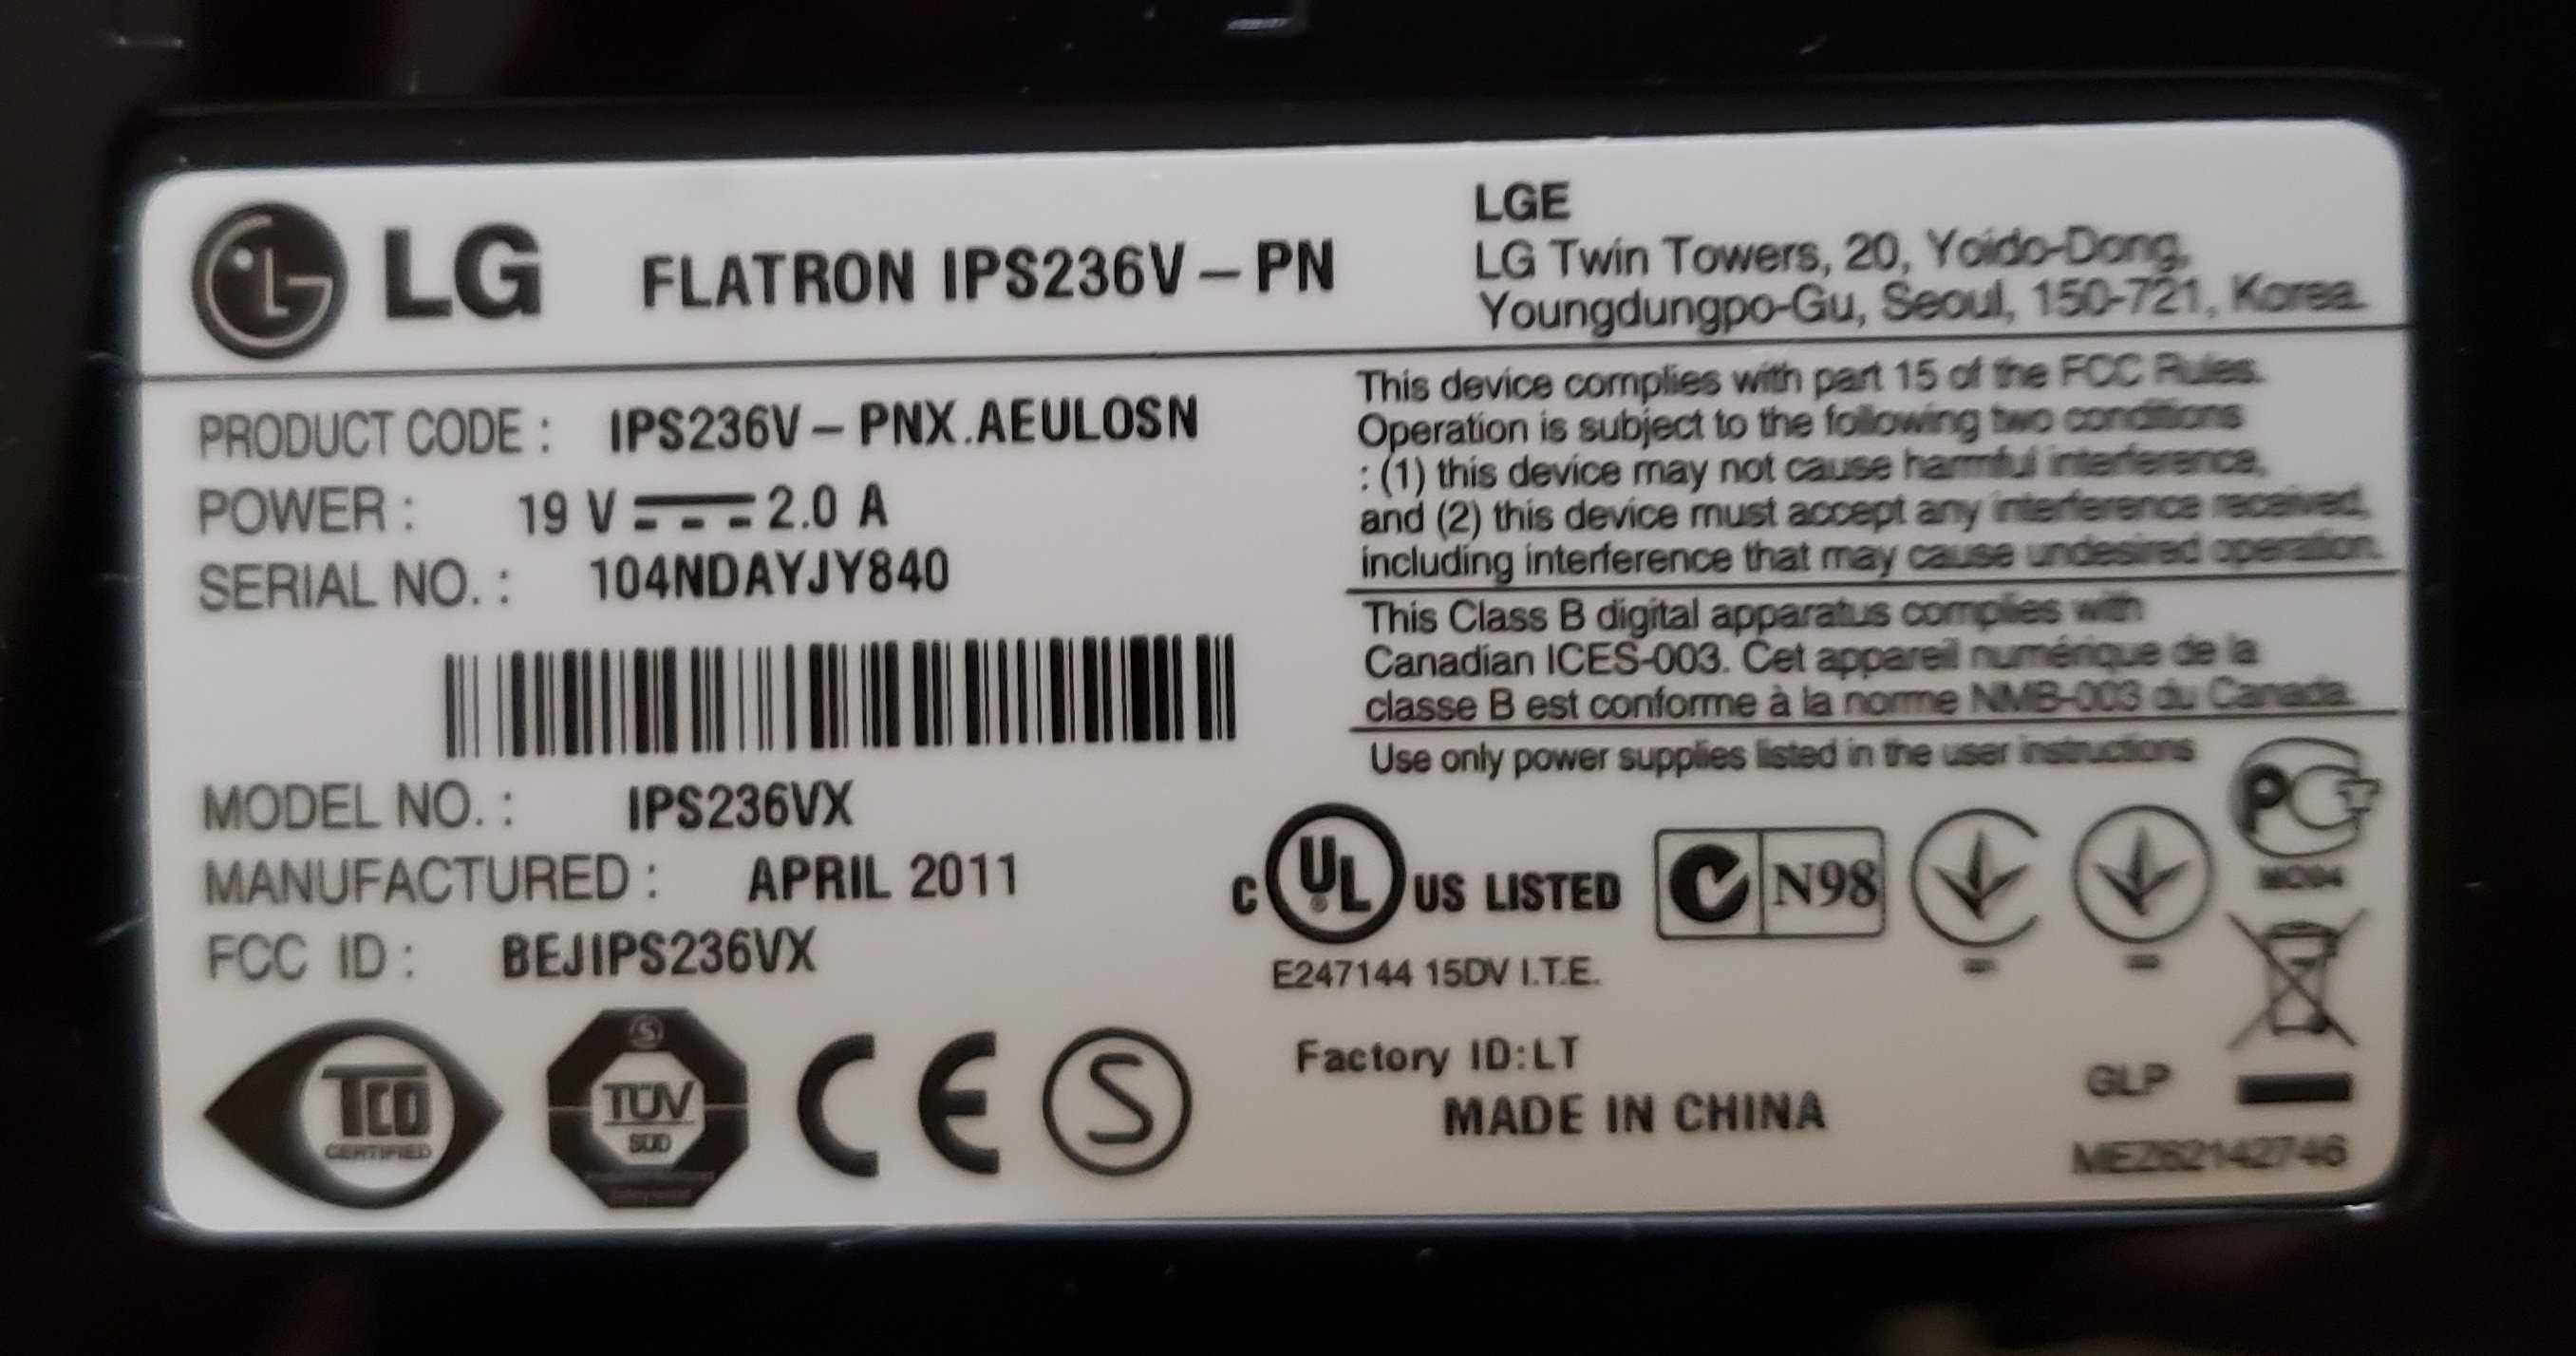 LG FLATRON IPS236V-PN
LGE
LG Twin Towers, 20, Yoido-Dong,
Youngdungpo-Gu, Seoul, 150-721, Korea.
PRODUCT CODE : IPS236V-PNX.AEULOSN
POWER : 19 V 2.0 A
SERIAL NO. : 104NDAYJY840
MODEL NO. : IPS236VX
MANUFACTURED : APRIL 2011
FCC ID : BEJIPS236VX
TCO
CERTIFIED
S
TÜV
SÜD
CE
S
This device complies with part 15 of the FCC Rules.
Operation is subject to the following two conditions
: (1) this device may not cause harmful interference,
and (2) this device must accept any interference received,
including interference that may cause undesired operation.
This Class B digital apparatus complies with
Canadian ICES-003. Cet appareil numérique de la
classe B est conforme à la norme NMB-003 du Canada.
Use only power supplies listed in the user instructions
C UL ® US LISTED
N98
E247144 15DV I.T.E.
Factory ID:LT
MADE IN CHINA
GLP
MEZ62142746